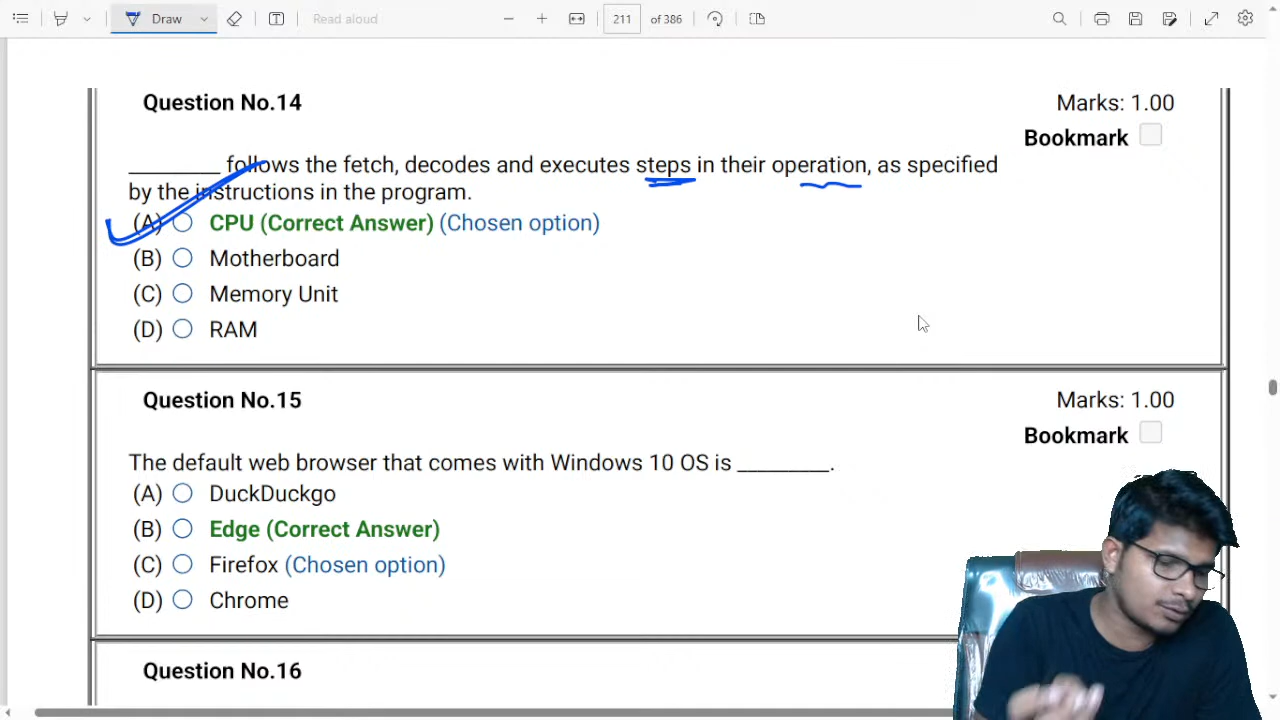 Draw
Read aloud
211 of 386
Question No.14
Marks: 1.00
Bookmark
________ follows the fetch, decodes and executes steps in their operation, as specified
by the instructions in the program.
(A) CPU (Correct Answer) (Chosen option)
(B) Motherboard
(C) Memory Unit
(D) RAM
Question No.15
Marks: 1.00
Bookmark
The default web browser that comes with Windows 10 OS is _________.
(A) DuckDuckgo
(B) Edge (Correct Answer)
(C) Firefox (Chosen option)
(D) Chrome
Question No.16